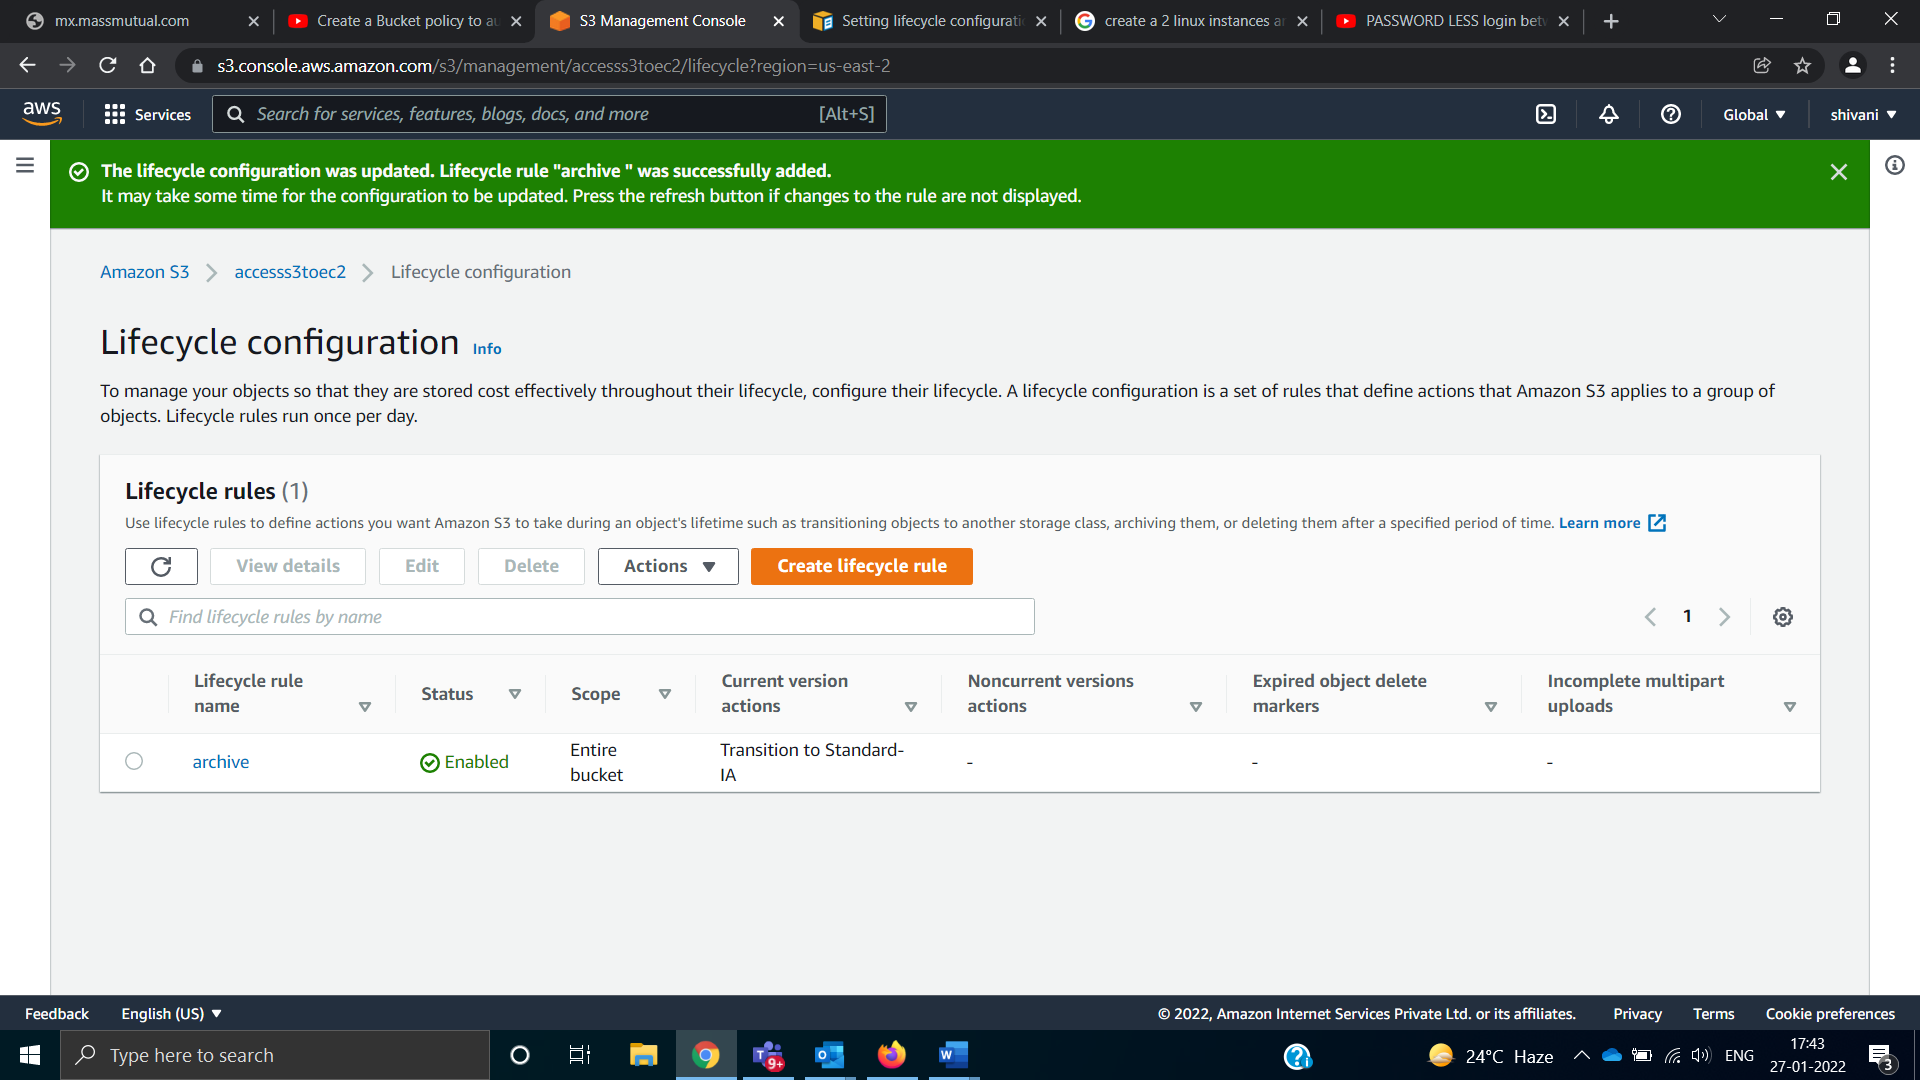 mx.massmutual.com
Create a Bucket policy to au
S3 Management Console
Setting lifecycle configurati
create a 2 linux instances a
PASSWORD LESS login betw
s3.console.aws.amazon.com/s3/management/accesss3toec2/lifecycle?region=us-east-2
aws
Services
Search for services, features, blogs, docs, and more
[Alt+S]
Global
shivani
The lifecycle configuration was updated. Lifecycle rule "archive " was successfully added.
It may take some time for the configuration to be updated. Press the refresh button if changes to the rule are not displayed.
Amazon S3
accesss3toec2
Lifecycle configuration
Lifecycle configuration Info
To manage your objects so that they are stored cost effectively throughout their lifecycle, configure their lifecycle. A lifecycle configuration is a set of rules that define actions that Amazon S3 applies to a group of
objects. Lifecycle rules run once per day.
Lifecycle rules (1)
Use lifecycle rules to define actions you want Amazon S3 to take during an object's lifetime such as transitioning objects to another storage class, archiving them, or deleting them after a specified period of time. Learn more
View details
Edit
Delete
Actions
Create lifecycle rule
Find lifecycle rules by name
1
Lifecycle rule
name
Status
Scope
Current version
actions
Noncurrent versions
actions
Expired object delete
markers
Incomplete multipart
uploads
archive
Enabled
Entire
bucket
Transition to Standard-
IA
-
-
-
Feedback
English (US)
© 2022, Amazon Internet Services Private Ltd. or its affiliates.
Privacy
Terms
Cookie preferences
Type here to search
9+
24°C Haze
ENG
17:43
27-01-2022
3